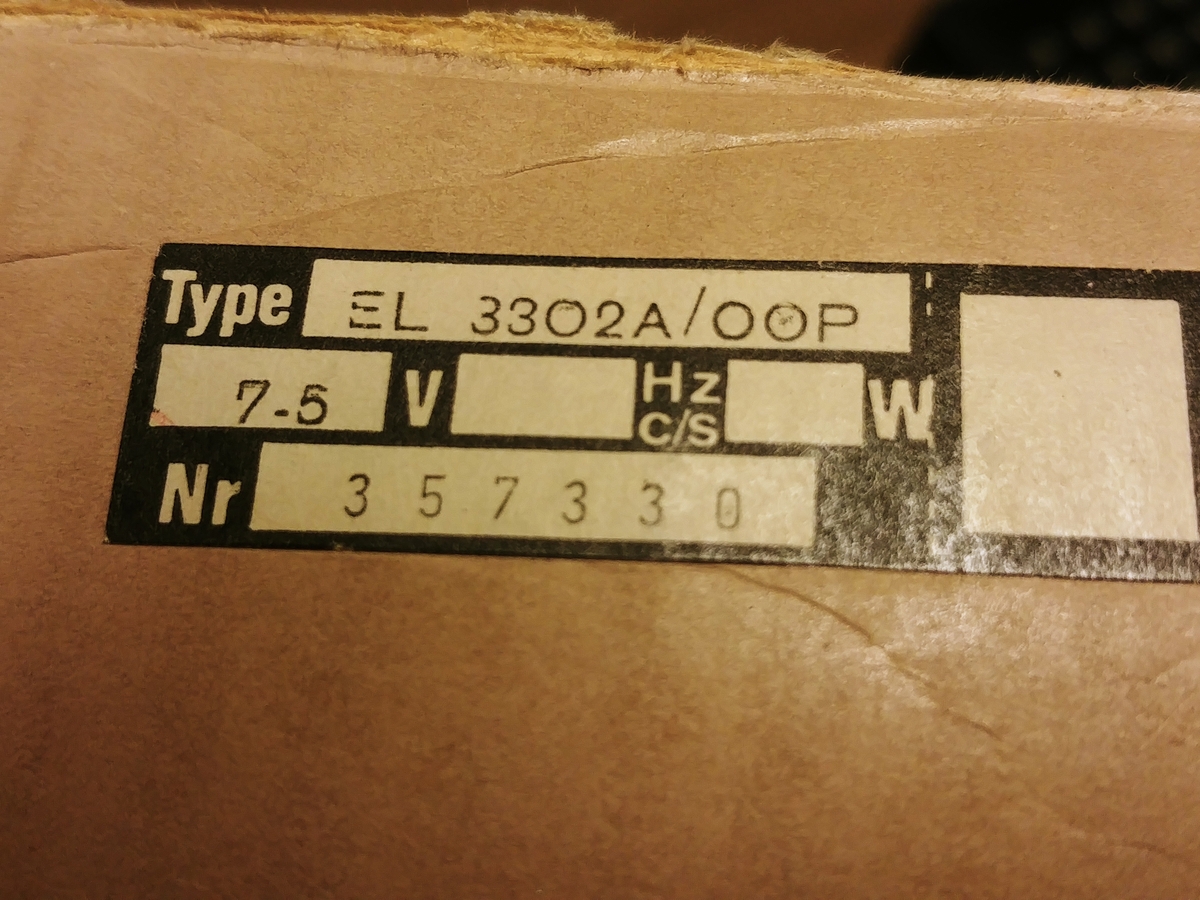 Type EL 3302A/00P
7-5 V Hz C/S W
Nr 357330